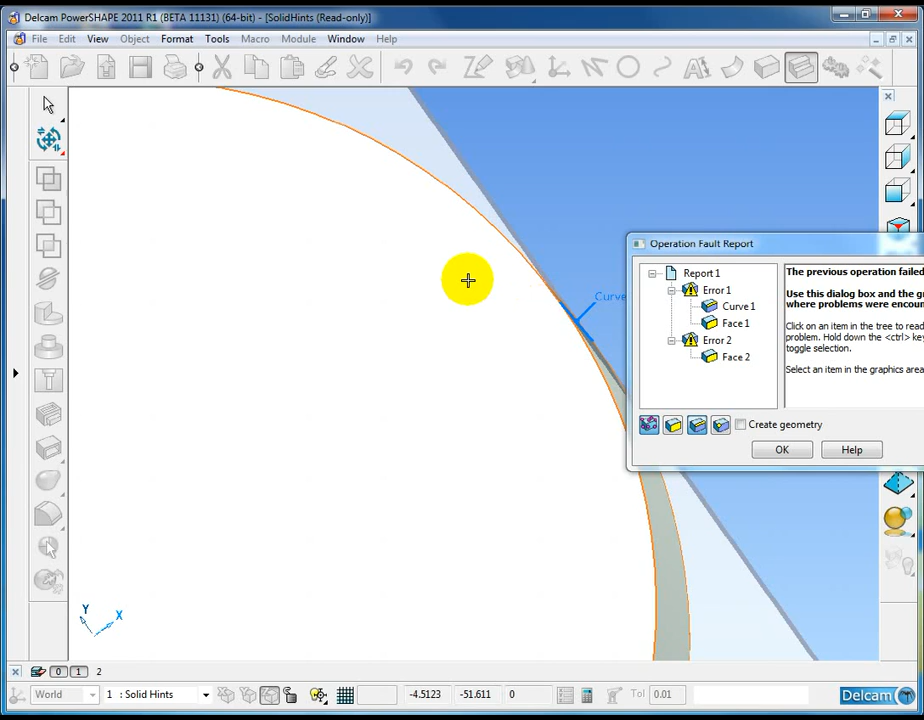 Delcam PowerSHAPE 2011 R1 (BETA 11131) (64-bit) - [SolidHints (Read-only)]
File Edit View Object Format Tools Macro Module Window Help
Curve
Operation Fault Report
Report 1
Error 1
Curve 1
Face 1
Error 2
Face 2
The previous operation failed
Use this dialog box and the gr
where problems were encoun
Click on an item in the tree to read
problem. Hold down the <ctrl> key
toggle selection.
Select an item in the graphics area
Create geometry
OK Help
Y
X
0 1 2
World 1 : Solid Hints -4.5123 -51.611 0 Tol 0.01 Delcam